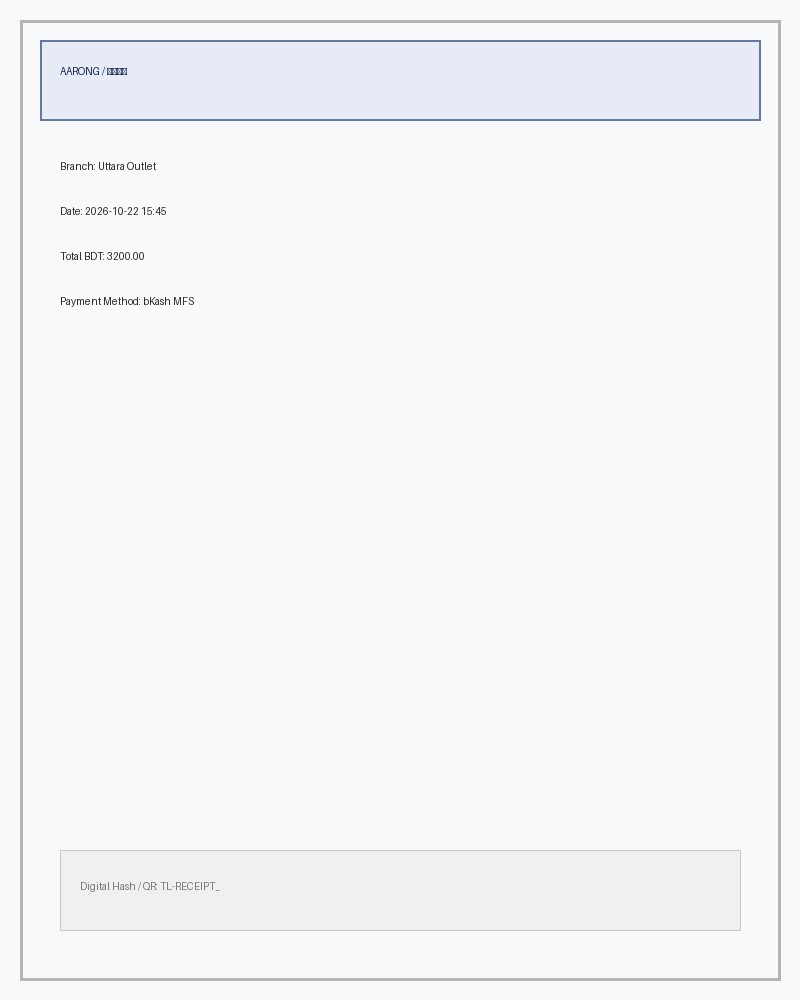 AARONG /
Branch: Uttara Outlet
Date: 2026-10-22 15:45
Total BDT: 3200.00
Payment Method: bKash MFS
Digital Hash / QR: TL-RECEIPT_